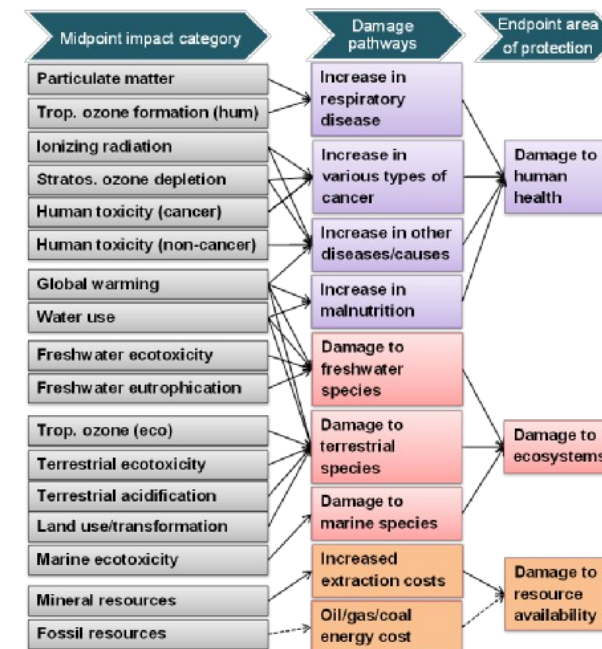 Midpoint impact category
Damage
pathways
Endpoint area
of protection
Particulate matter
Trop. ozone formation (hum)
Ionizing radiation
Stratos. ozone depletion
Human toxicity (cancer)
Human toxicity (non-cancer)
Global warming
Water use
Freshwater ecotoxicity
Freshwater eutrophication
Trop. ozone (eco)
Terrestrial ecotoxicity
Terrestrial acidification
Land use/transformation
Marine ecotoxicity
Mineral resources
Fossil resources
Increase in
respiratory
disease
Increase in
various types of
cancer
Increase in other
diseases/causes
Increase in
malnutrition
Damage to
freshwater
species
Damage to
terrestrial
species
Damage to
marine species
Increased
extraction costs
Oil/gas/coal
energy cost
Damage to
human
health
Damage to
ecosystems
Damage to
resource
availability